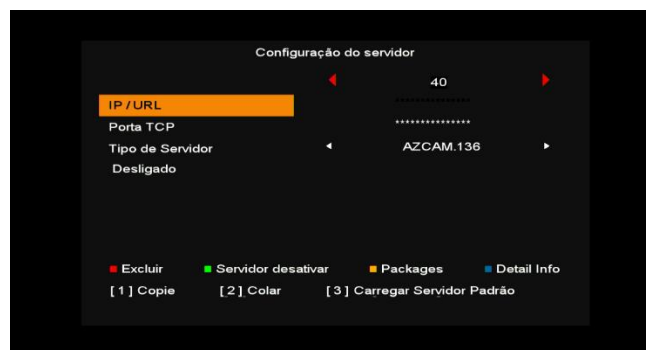 Configuração do servidor
40
IP / URL ***************
Porta TCP ***************
Tipo de Servidor AZCAM.136
Desligado
Excluir Servidor desativar Packages Detail Info
[ 1 ] Copie [ 2 ] Colar [ 3 ] Carregar Servidor Padrão